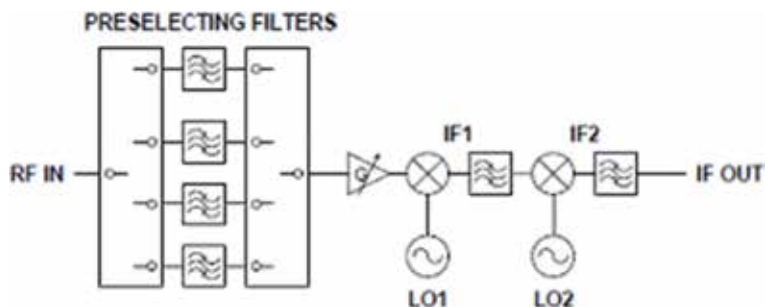 PRESELECTING FILTERS
RF IN
G
IF1
IF2
IF OUT
LO1
LO2